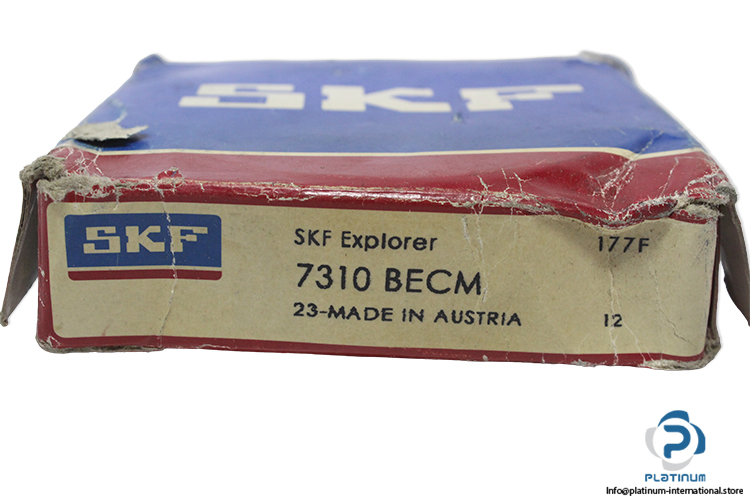 SKF
SKF
SKF Explorer
177F
7310 BECM
23-MADE IN AUSTRIA
12
PLATINUM
Info@platinum-international.store